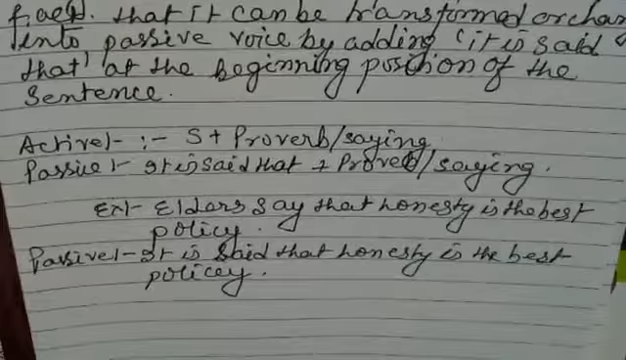 that it can be transformed or chan
into passive voice by adding 'it is said
that' at the beginning position of the
Sentence.
Active!- :- S + Proverb/saying.
Passive!- It is said that + Proverb/saying.
Ex!- Elders say that honesty is the best
policy.
Passive!- It is said that honesty is the best
policey.